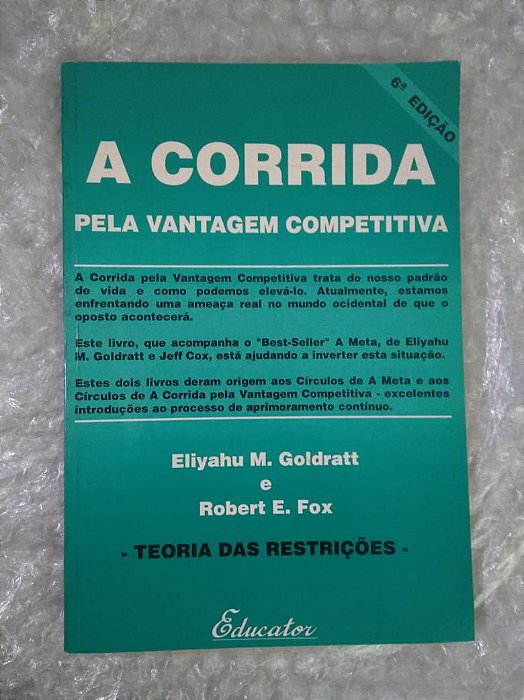 6ª EDIÇÃO
A CORRIDA
PELA VANTAGEM COMPETITIVA
A Corrida pela Vantagem Competitiva trata do nosso padrão
de vida e como podemos elevá-lo. Atualmente, estamos
enfrentando uma ameaça real no mundo ocidental de que o
oposto acontecerá.
Este livro, que acompanha o "Best-Seller" A Meta, de Eliyahu
M. Goldratt e Jeff Cox, está ajudando a inverter esta situação.
Estes dois livros deram origem aos Círculos de A Meta e aos
Círculos de A Corrida pela Vantagem Competitiva - excelentes
introduções ao processo de aprimoramento contínuo.
Eliyahu M. Goldratt
e
Robert E. Fox
- TEORIA DAS RESTRIÇÕES -
Educator